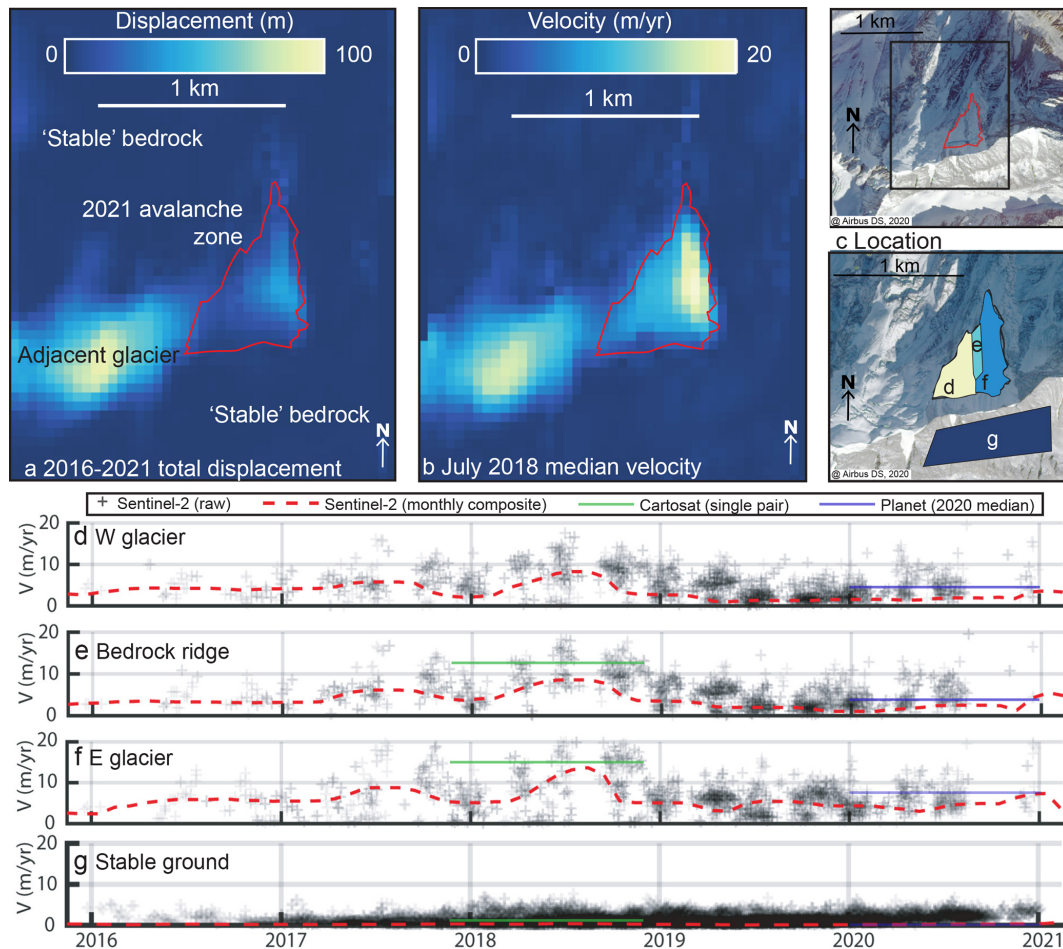 Displacement (m)
0 100
1 km
'Stable' bedrock
2021 avalanche
zone
Adjacent glacier
'Stable' bedrock
N
a 2016-2021 total displacement
Velocity (m/yr)
0 20
1 km
N
b July 2018 median velocity
1 km
N
@ Airbus DS, 2020
c Location
1 km
e
d f
N
g
@ Airbus DS, 2020
+ Sentinel-2 (raw) Sentinel-2 (monthly composite) Cartosat (single pair) Planet (2020 median)
20
d W glacier
10
V (m/yr)
0
20
e Bedrock ridge
10
V (m/yr)
0
20
f E glacier
10
V (m/yr)
0
20
g Stable ground
10
V (m/yr)
0
2016 2017 2018 2019 2020 2021